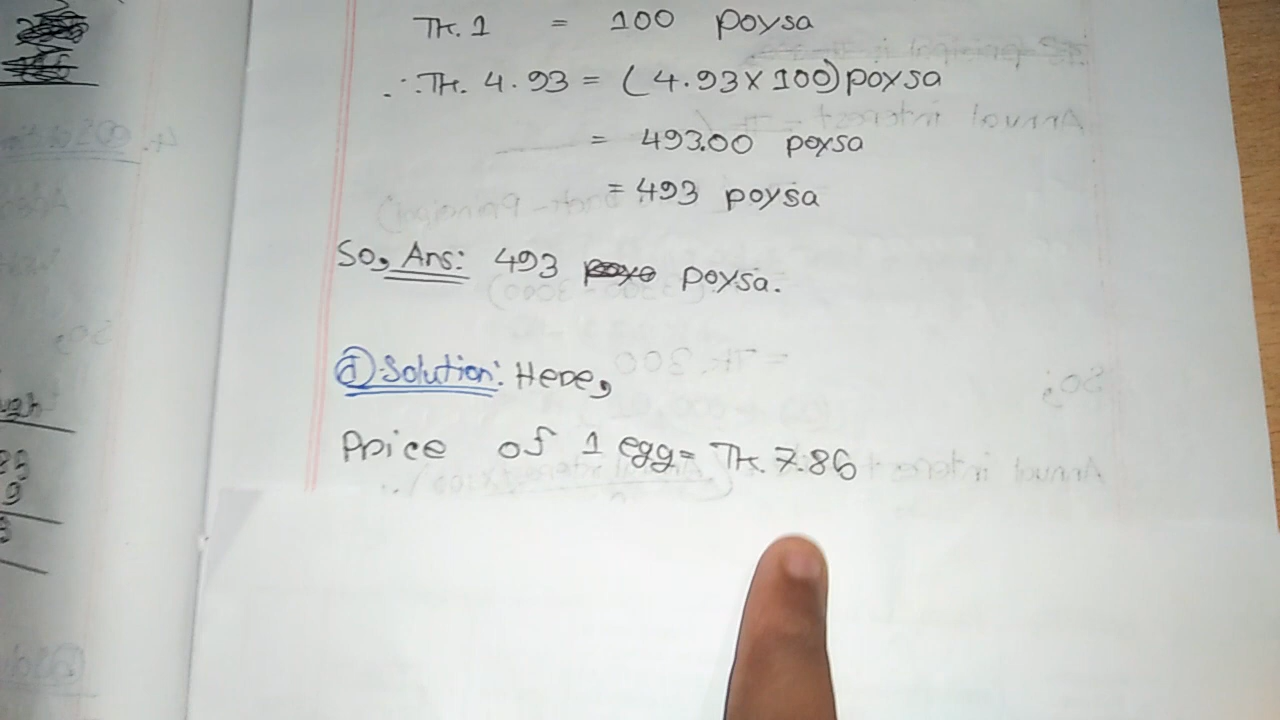 Tk. 1 = 100 poysa
∴ Tk. 4.93 = (4.93 x 100) poysa
= 493.00 poysa
= 493 poysa
So, Ans: 493 poysa.
d Solution: Here,
Price of 1 egg = Tk. 7.86